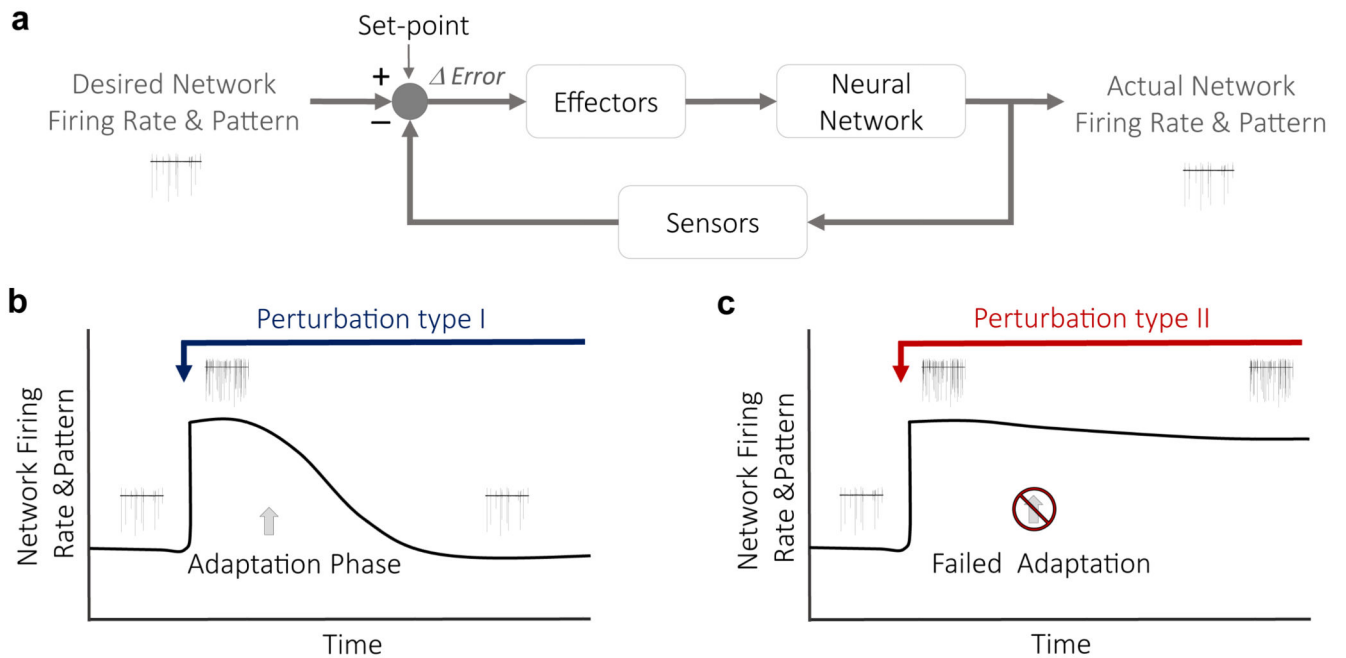 a
Set-point
+
Δ Error
−
Desired Network
Firing Rate & Pattern
Effectors
Neural
Network
Actual Network
Firing Rate & Pattern
Sensors
b
Perturbation type I
Network Firing
Rate &Pattern
Adaptation Phase
Time
c
Perturbation type II
Network Firing
Rate &Pattern
Failed Adaptation
Time